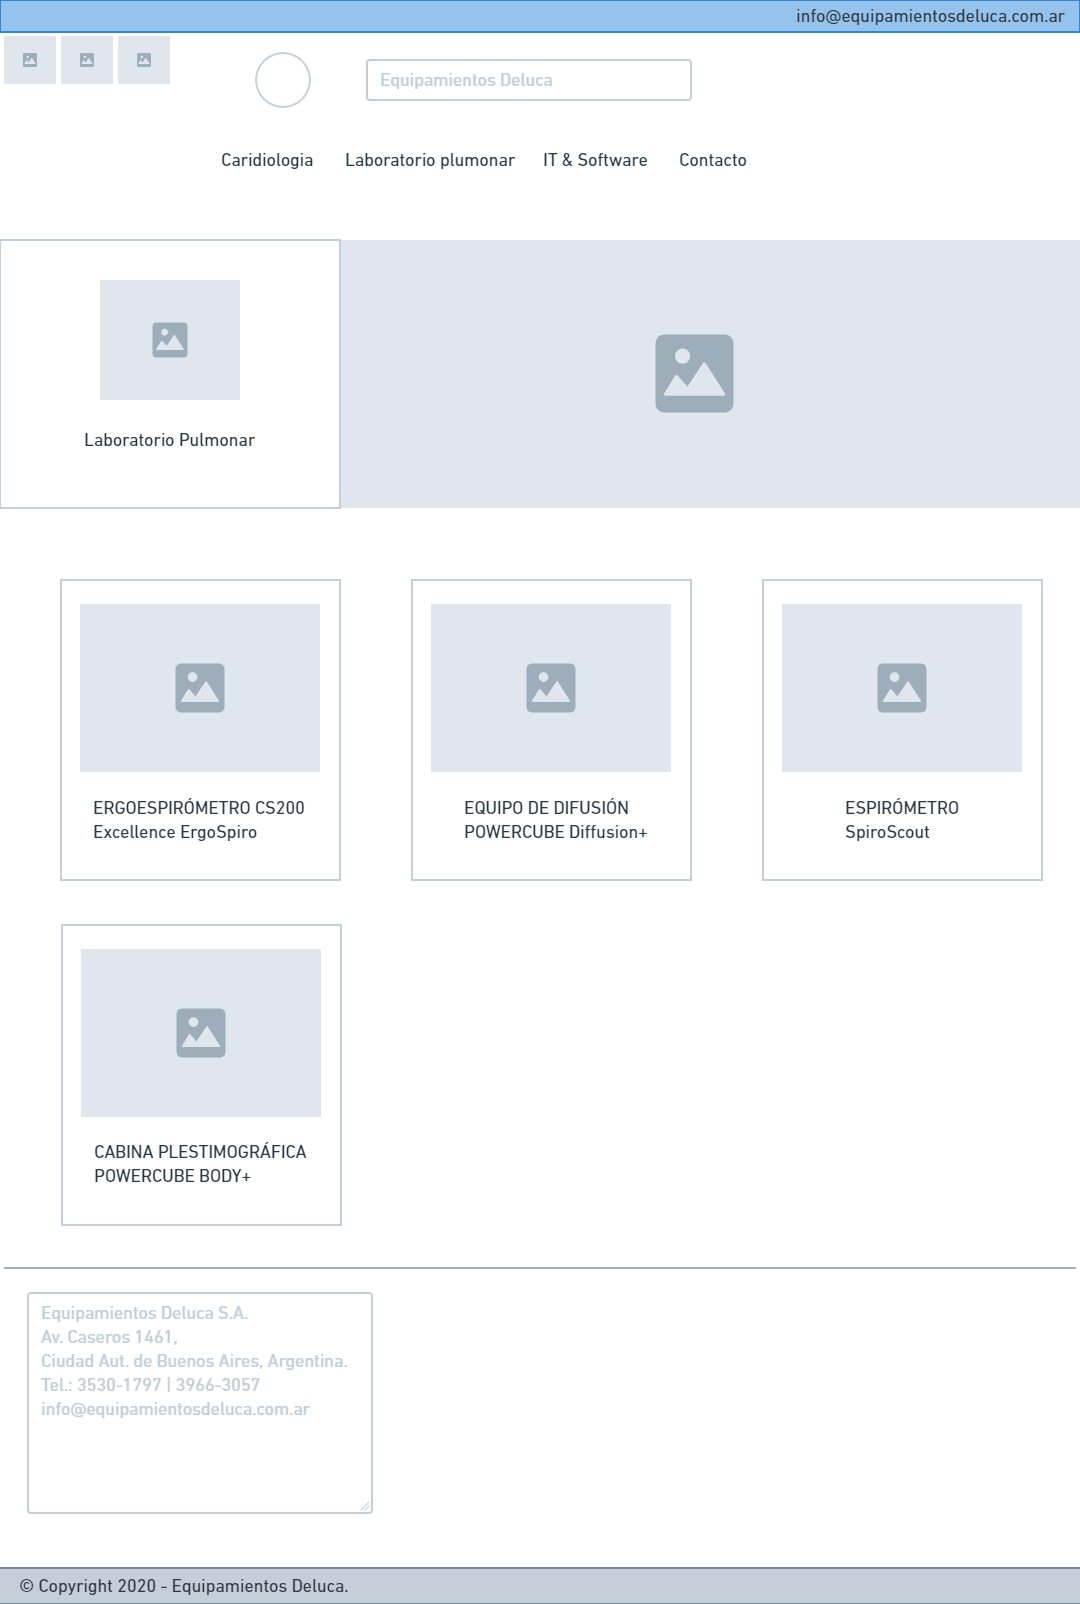 info@equipamientosdeluca.com.ar
Equipamientos Deluca
Caridiologia Laboratorio plumonar IT & Software Contacto
Laboratorio Pulmonar
ERGOESPIRÓMETRO CS200
Excellence ErgoSpiro
EQUIPO DE DIFUSIÓN
POWERCUBE Diffusion+
ESPIRÓMETRO
SpiroScout
CABINA PLESTIMOGRÁFICA
POWERCUBE BODY+
Equipamientos Deluca S.A.
Av. Caseros 1461,
Ciudad Aut. de Buenos Aires, Argentina.
Tel.: 3530-1797 | 3966-3057
info@equipamientosdeluca.com.ar
© Copyright 2020 - Equipamientos Deluca.